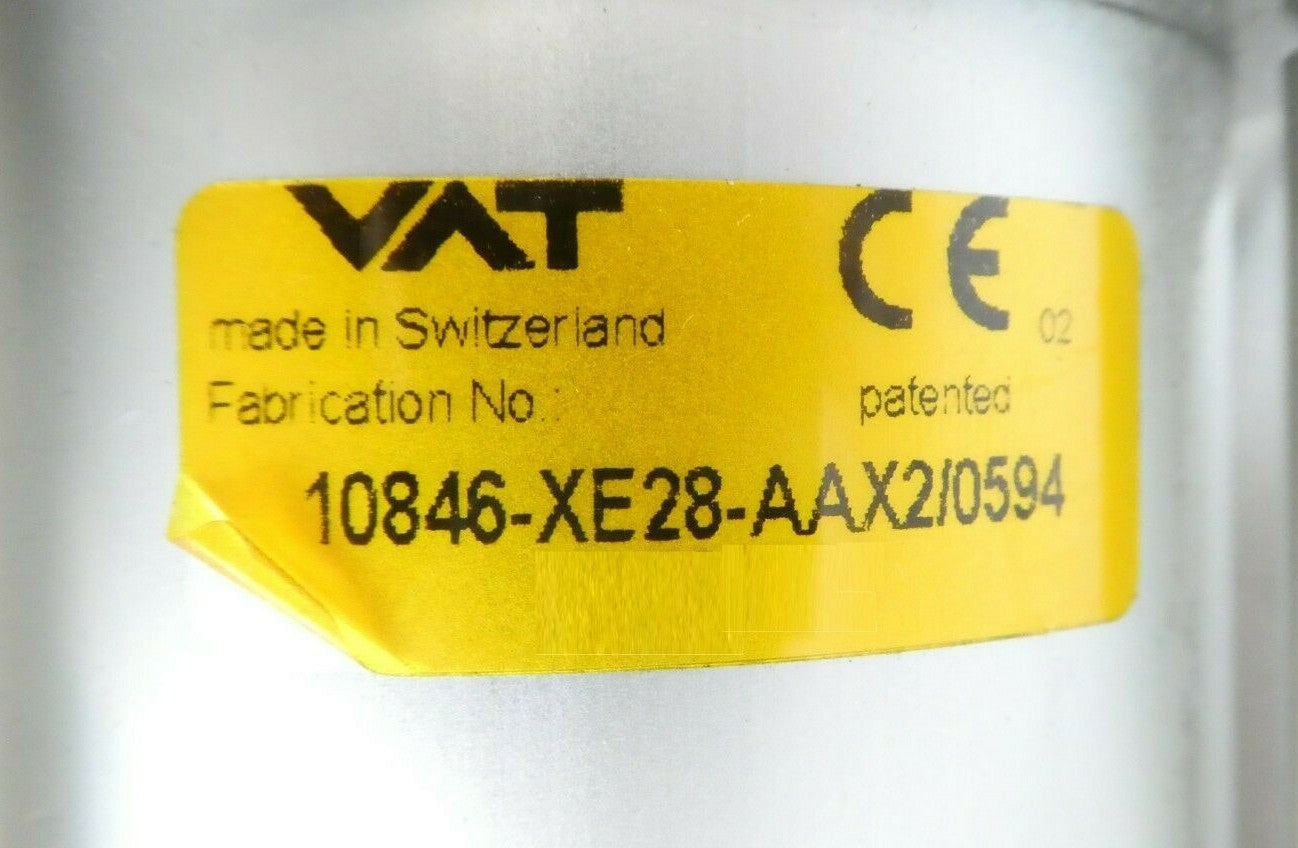 VAT CE 02
made in Switzerland
Fabrication No.: patented
10846-XE28-AAX2/0594